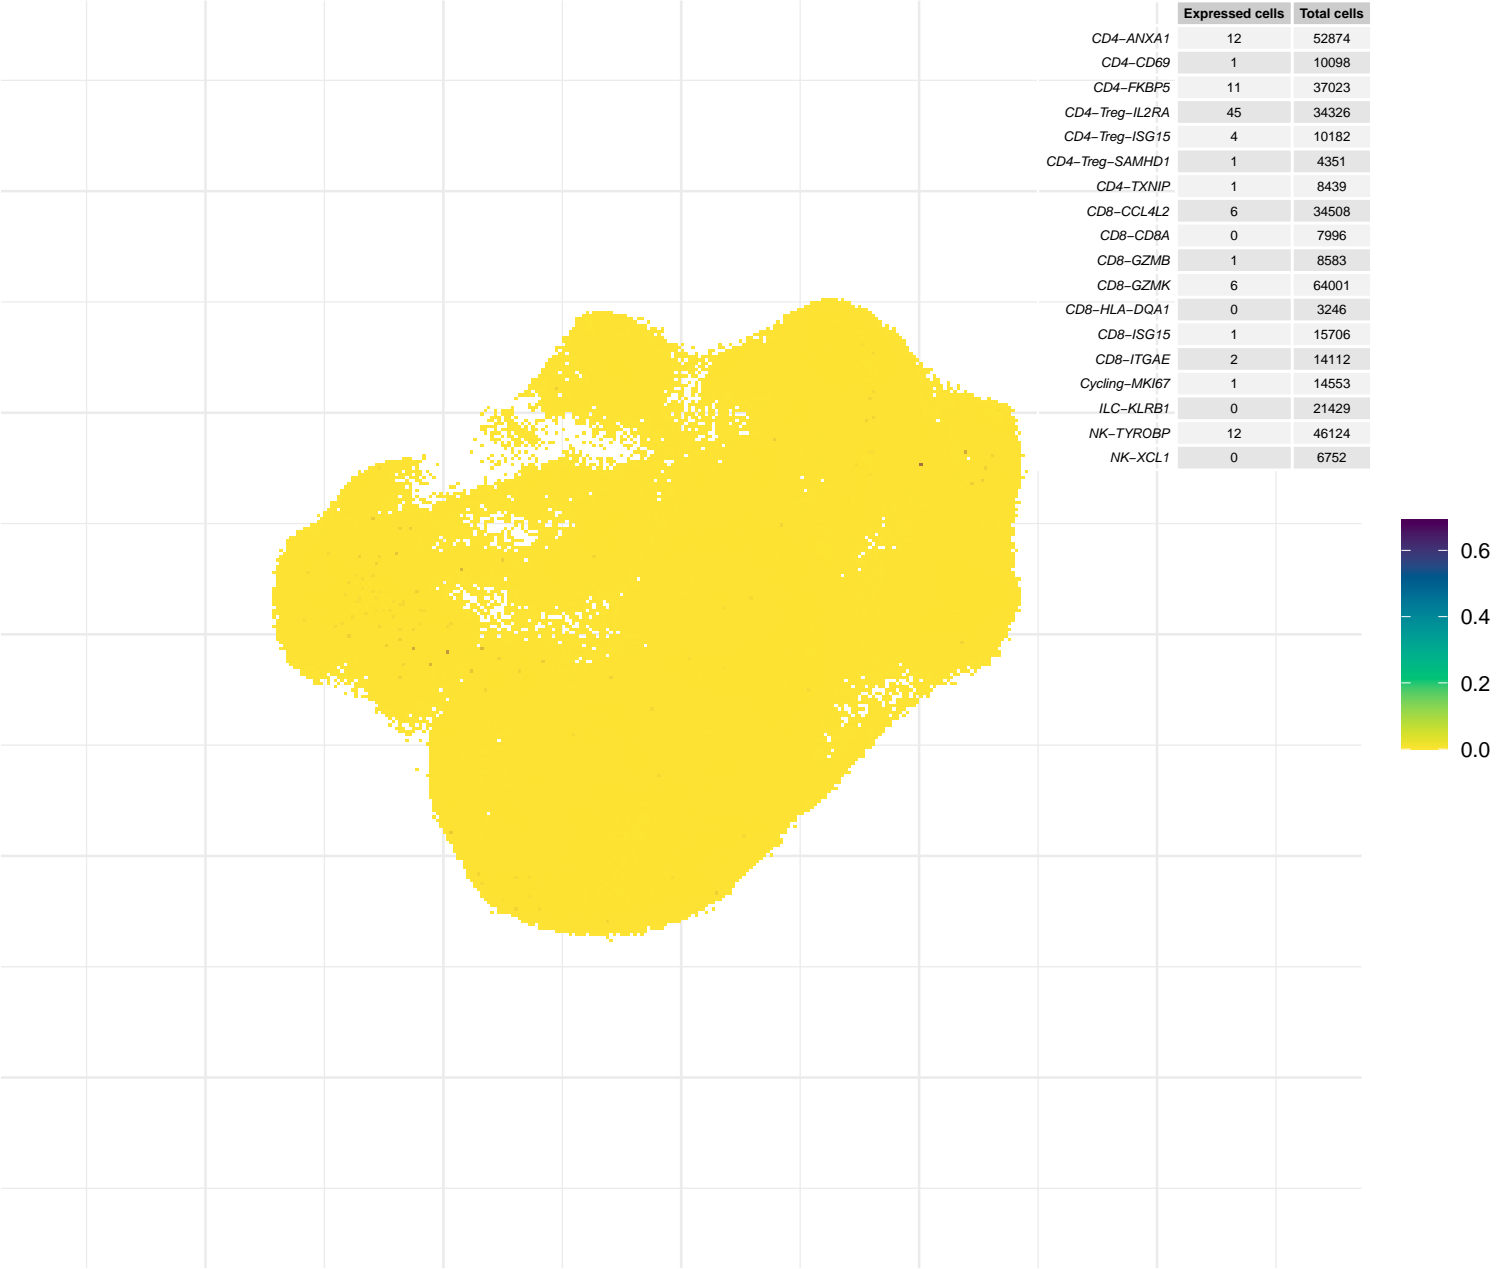 Expressed cells Total cells
CD4−ANXA1 12 52874
CD4−CD69 1 10098
CD4−FKBP5 11 37023
CD4−Treg−IL2RA 45 34326
CD4−Treg−ISG15 4 10182
CD4−Treg−SAMHD1 1 4351
CD4−TXNIP 1 8439
CD8−CCL4L2 6 34508
CD8−CD8A 0 7996
CD8−GZMB 1 8583
CD8−GZMK 6 64001
CD8−HLA−DQA1 0 3246
CD8−ISG15 1 15706
CD8−ITGAE 2 14112
Cycling−MKI67 1 14553
ILC−KLRB1 0 21429
NK−TYROBP 12 46124
NK−XCL1 0 6752
0.6
0.4
0.2
0.0